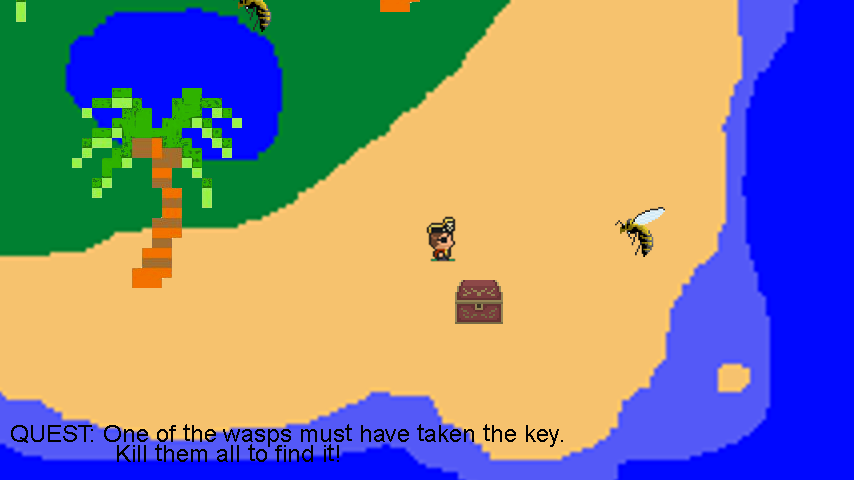 QUEST: One of the wasps must have taken the key.
Kill them all to find it!